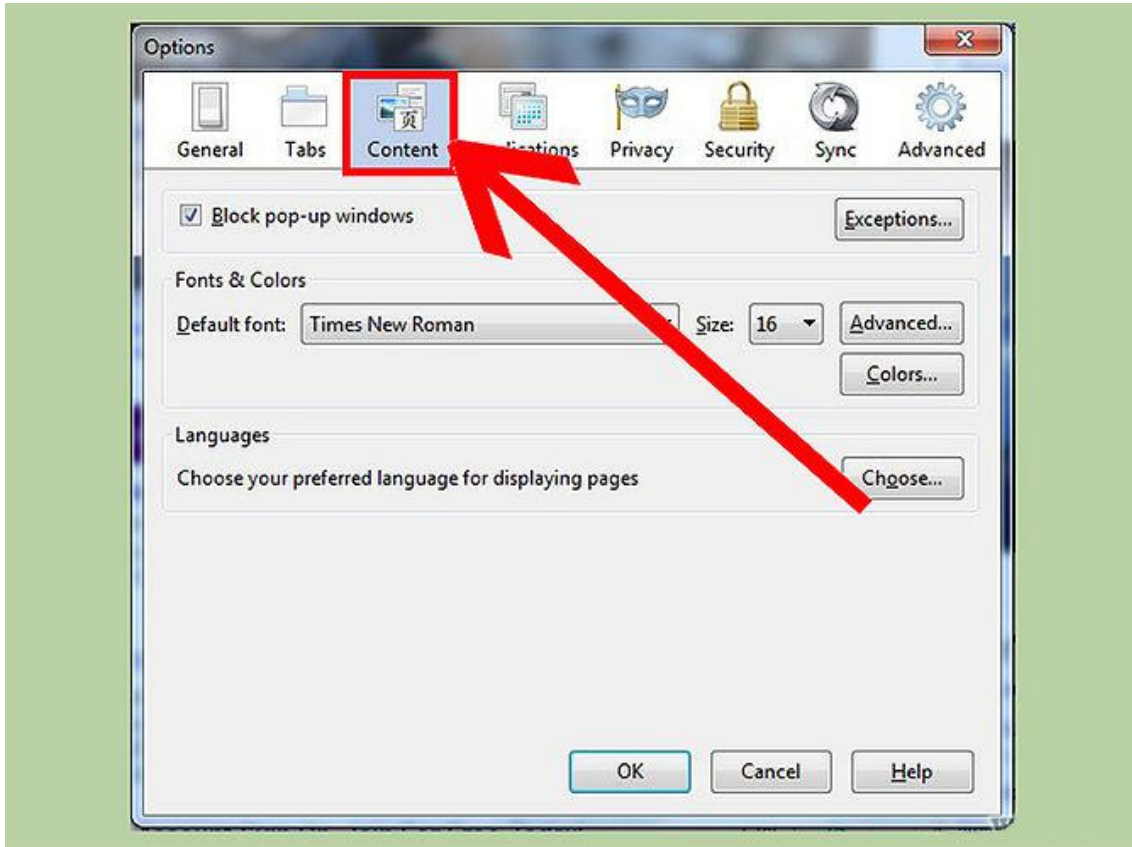 Options
General Tabs Content Privacy Security Sync Advanced
页
Block pop-up windows Exceptions...
Fonts & Colors
Default font: Times New Roman Size: 16 Advanced...
Colors...
Languages
Choose your preferred language for displaying pages Choose...
OK Cancel Help